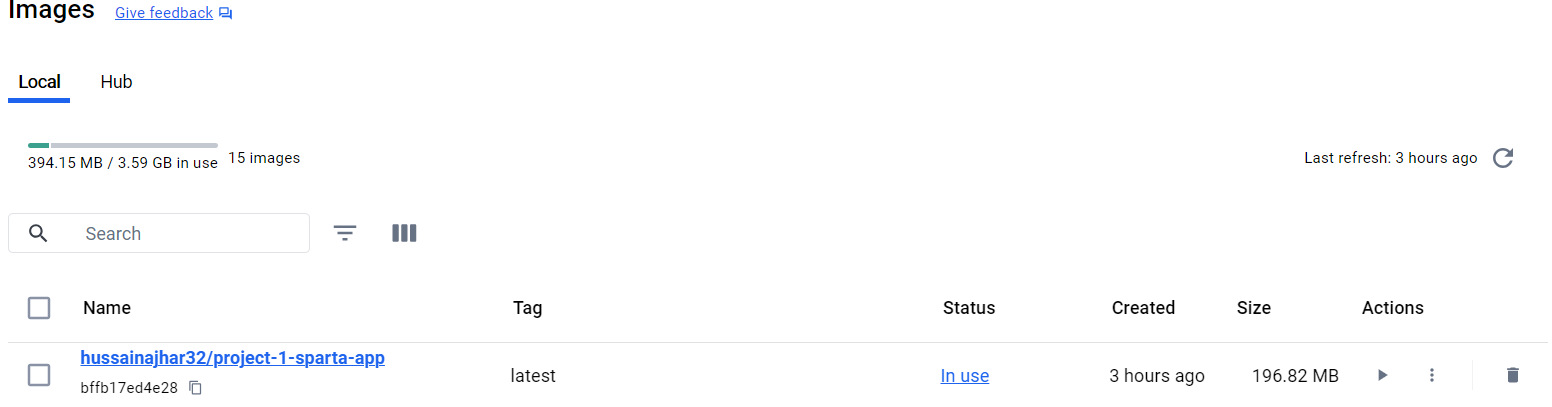 Images Give feedback
Local Hub
394.15 MB / 3.59 GB in use 15 images Last refresh: 3 hours ago
Search
Name Tag Status Created Size Actions
hussainajhar32/project-1-sparta-app
bffb17ed4e28 latest In use 3 hours ago 196.82 MB